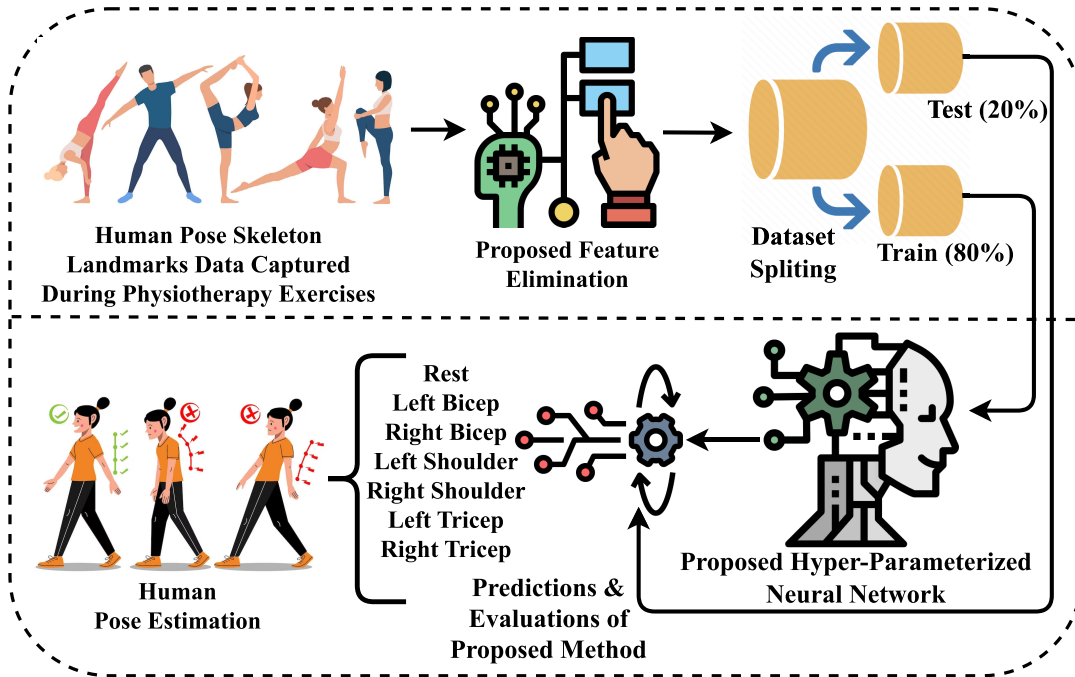 Human Pose Skeleton
Landmarks Data Captured
During Physiotherapy Exercises
Proposed Feature
Elimination
Dataset
Spliting
Test (20%)
Train (80%)
Human
Pose Estimation
Rest
Left Bicep
Right Bicep
Left Shoulder
Right Shoulder
Left Tricep
Right Tricep
Predictions &
Evaluations of
Proposed Method
Proposed Hyper-Parameterized
Neural Network